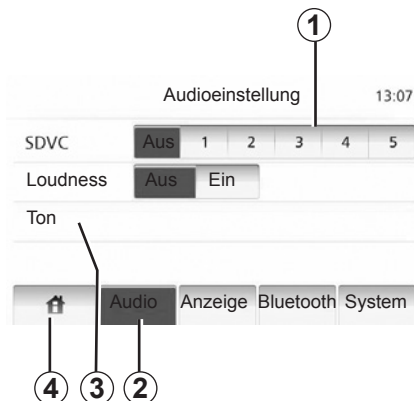 1
Audioeinstellung 13:07
SDVC Aus 1 2 3 4 5
Loudness Aus Ein
Ton
Audio Anzeige Bluetooth System
4 3 2